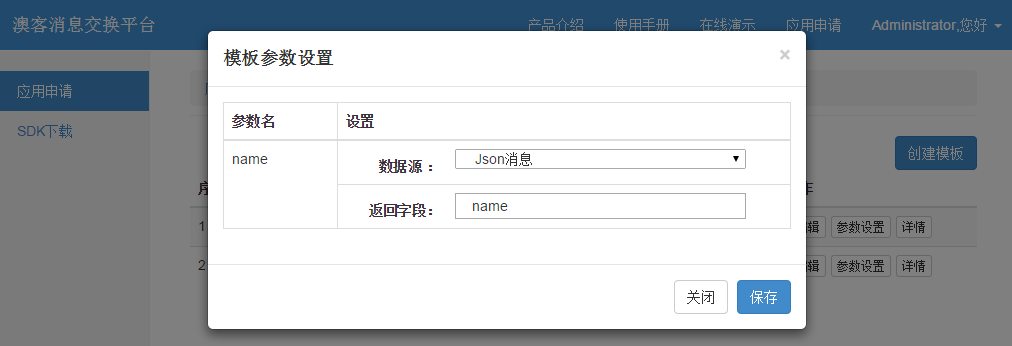 澳客消息交换平台
产品介绍 使用手册 在线演示 应用申请 Administrator,您好
应用申请
SDK下载
模板参数设置
×
参数名 设置
name 数据源：
Json消息
返回字段：
name
关闭 保存
创建模板
1 参数设置 详情
2 参数设置 详情